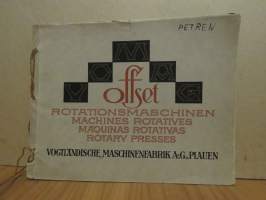 PETREN
VOMAG
Offset
ROTATIONSMASCHINEN
MACHINES ROTATIVES
MAQUINAS ROTATIVAS
ROTARY PRESSES
VOGTLÄNDISCHE MASCHINENFABRIK A.-G., PLAUEN